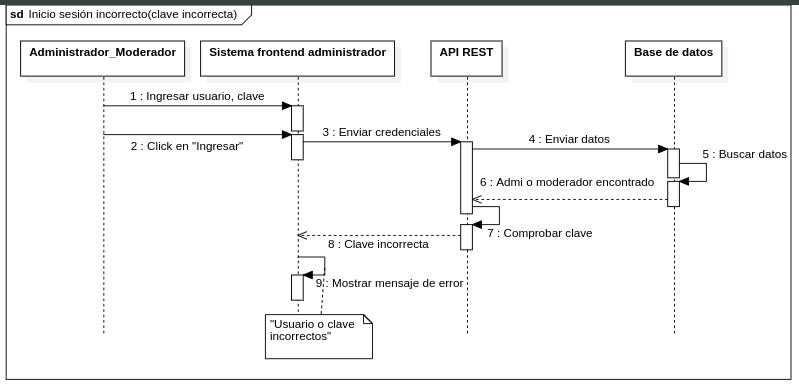 sd Inicio sesión incorrecto(clave incorrecta)
Administrador_Moderador
Sistema frontend administrador
API REST
Base de datos
1 : Ingresar usuario, clave
2 : Click en "Ingresar"
3 : Enviar credenciales
4 : Enviar datos
5 : Buscar datos
6 : Admi o moderador encontrado
7 : Comprobar clave
8 : Clave incorrecta
9 : Mostrar mensaje de error
"Usuario o clave
incorrectos"